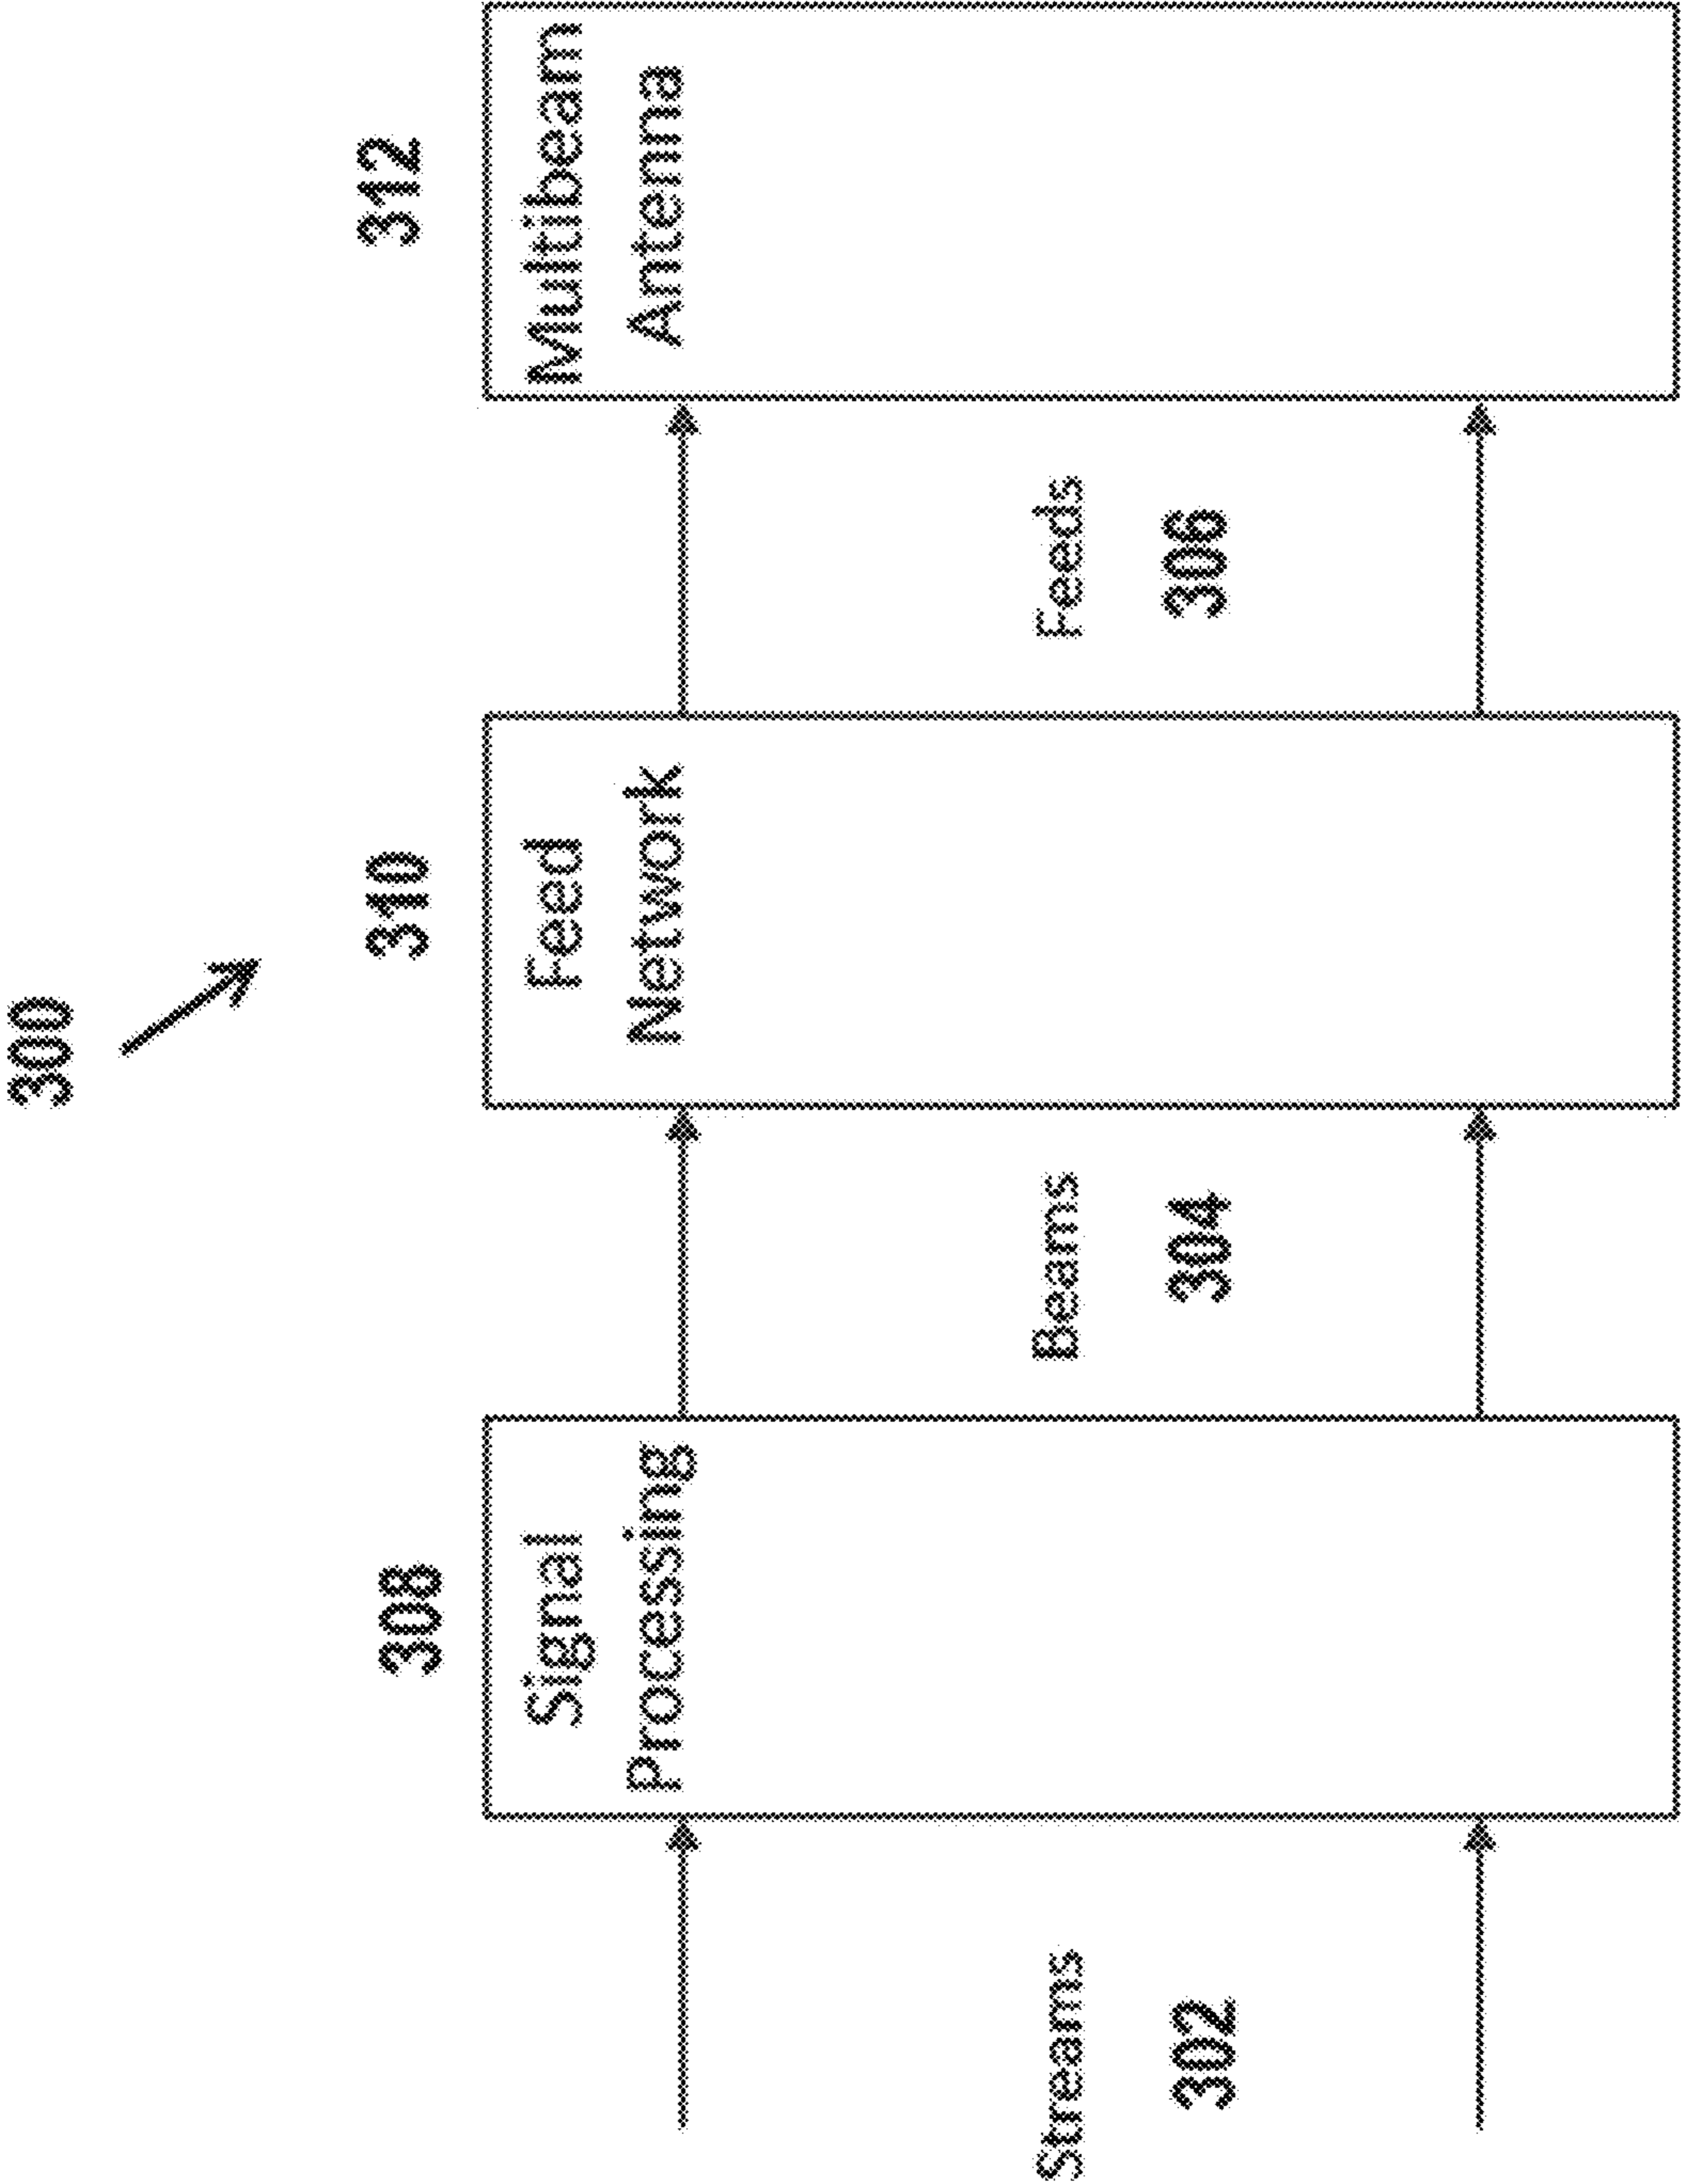 300
308
310
312
Signal
Processing
Feed
Network
Multibeam
Antenna
Streams
302
Beams
304
Feeds
306